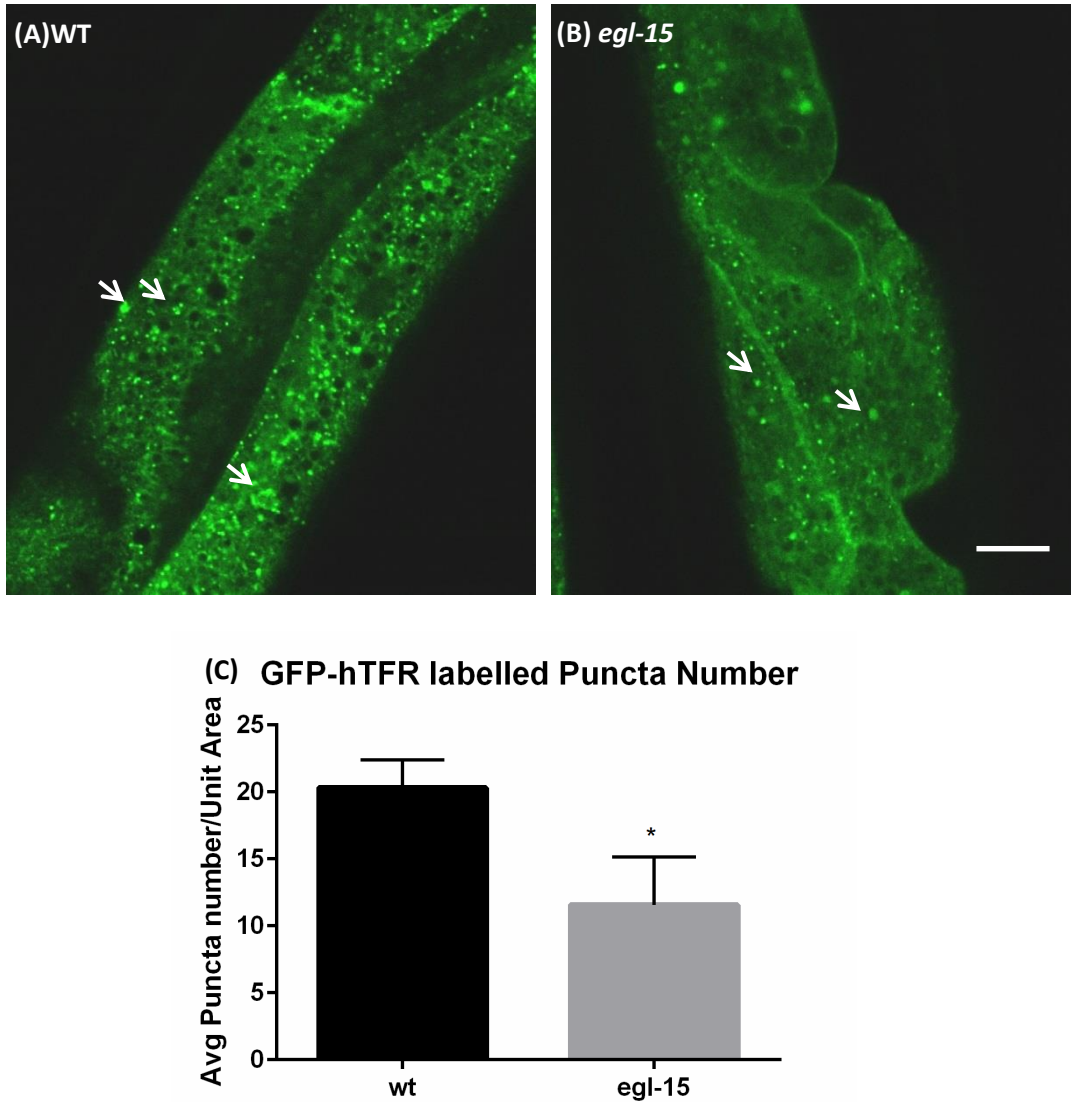 (A)WT
(B) egl-15
(C) GFP-hTFR labelled Puncta Number
Avg Puncta number/Unit Area
25
20
15
10
5
0
*
wt
egl-15